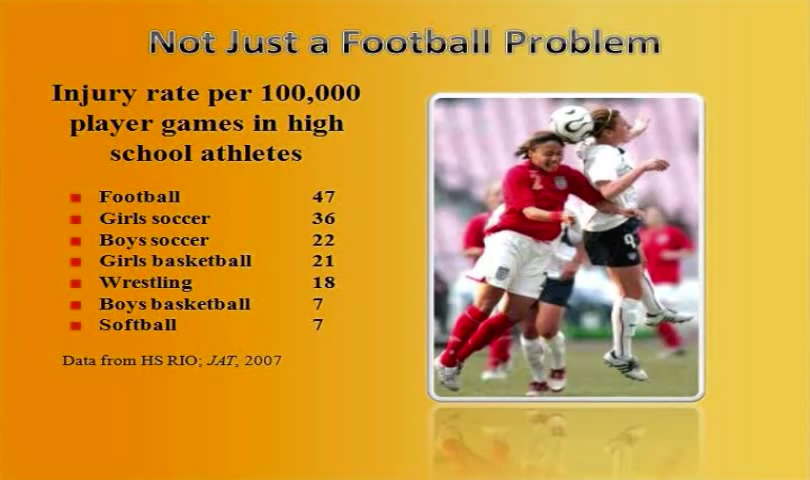 Not Just a Football Problem
Injury rate per 100,000
player games in high
school athletes
Football 47
Girls soccer 36
Boys soccer 22
Girls basketball 21
Wrestling 18
Boys basketball 7
Softball 7
Data from HS RIO; JAT, 2007
2
9